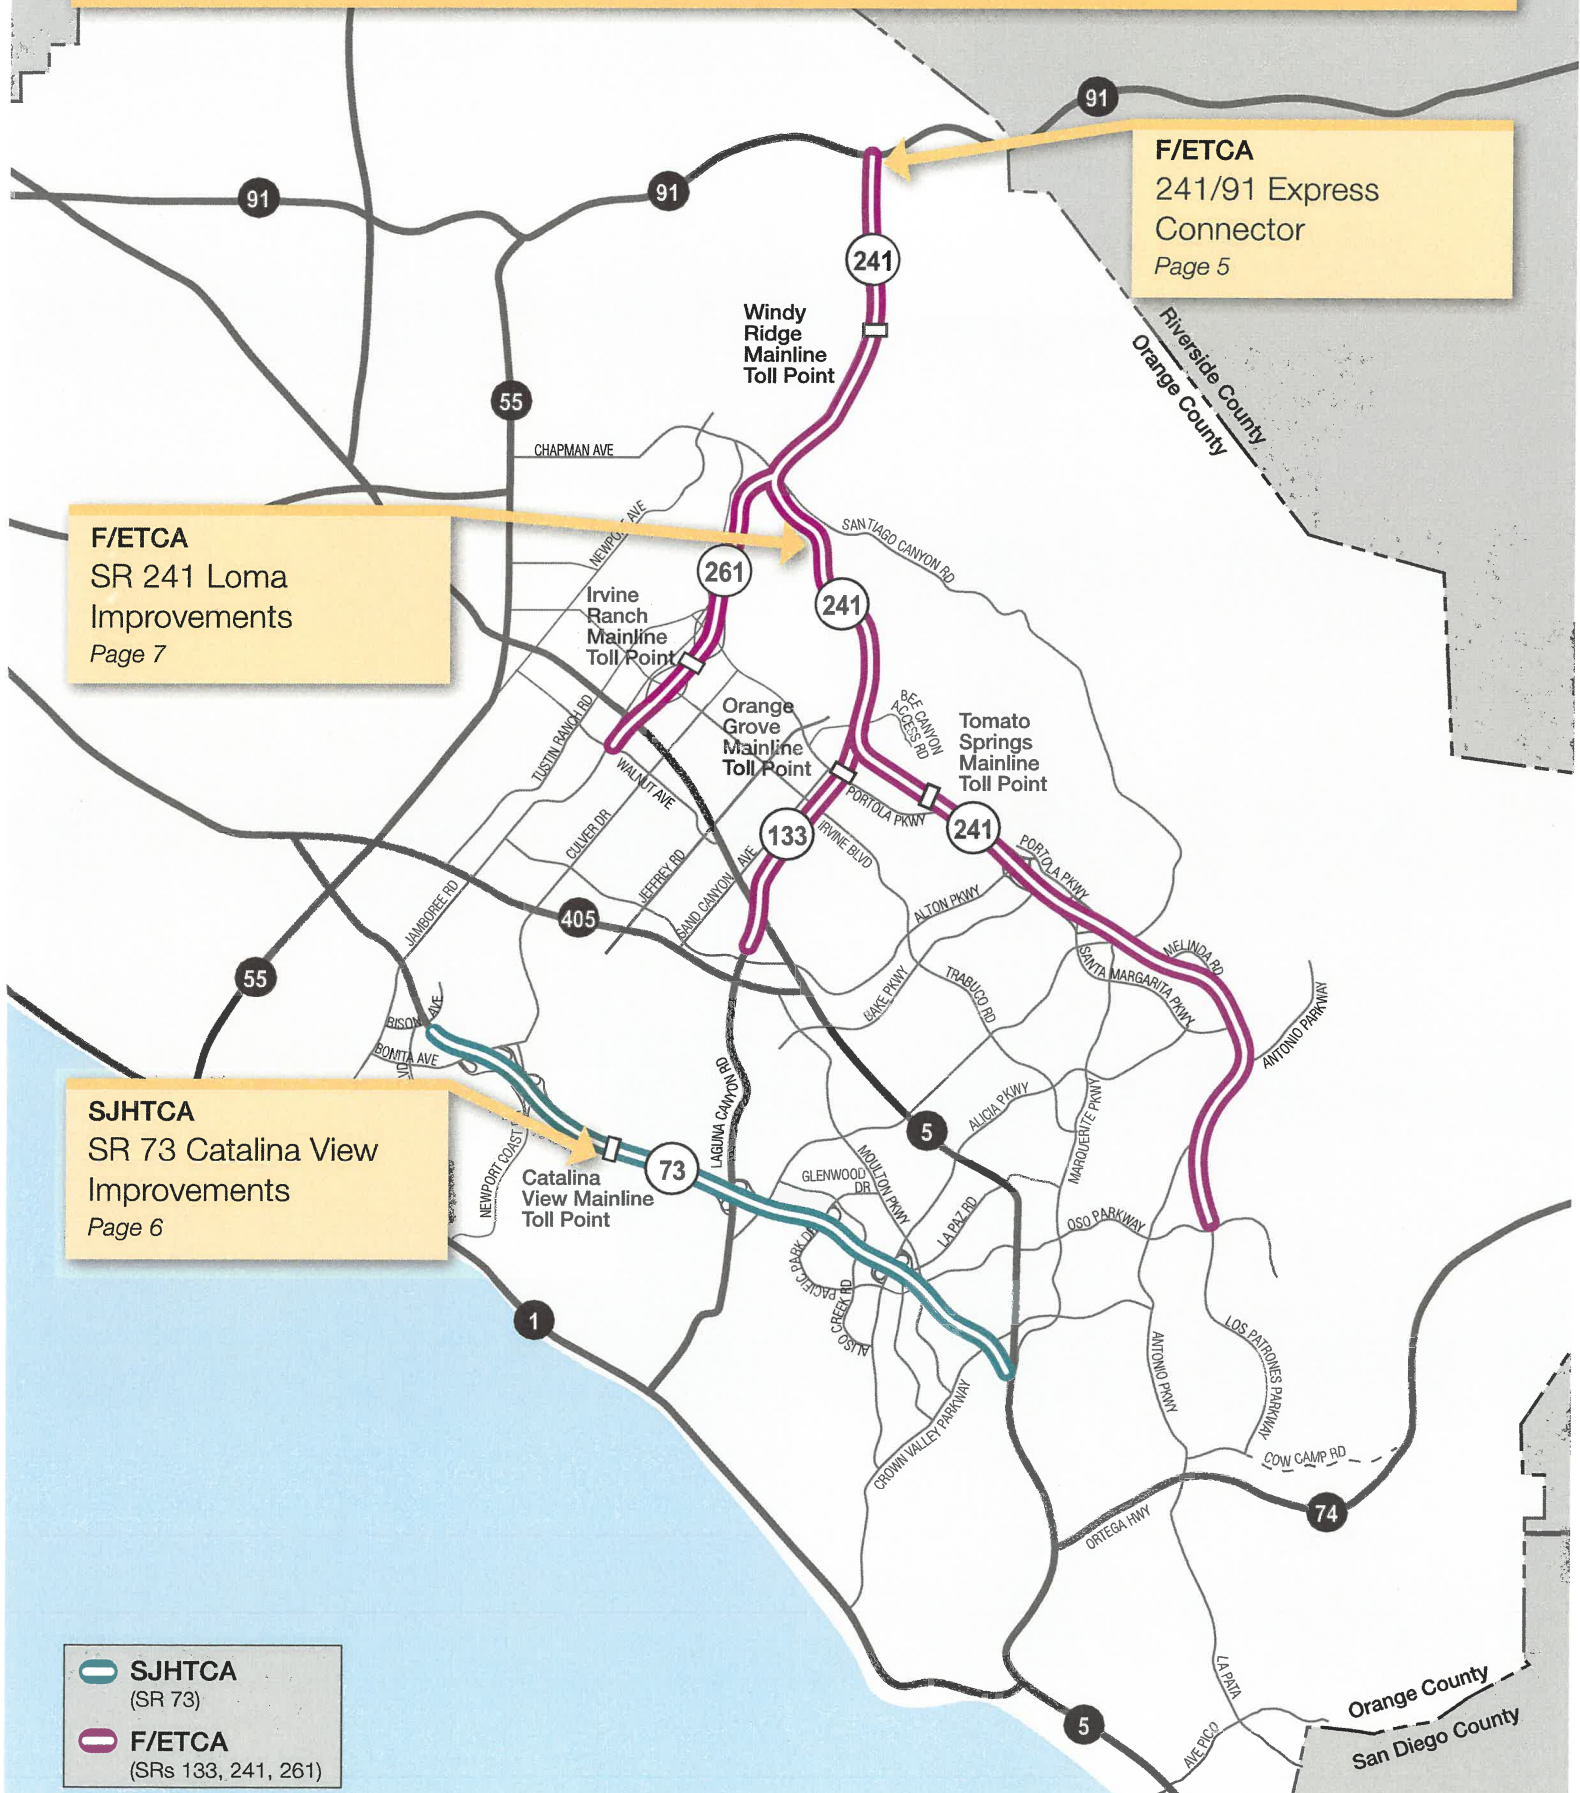 91
F/ETCA
241/91 Express
Connector
Page 5
91
91
241
Windy
Ridge
Mainline
Toll Point
Riverside County
Orange County
55
CHAPMAN AVE
SANTIAGO CANYON RD
F/ETCA
SR 241 Loma
Improvements
Page 7
261
241
Irvine
Ranch
Mainline
Toll Point
TUSTIN RANCH RD
WALNUT AVE
Orange
Grove
Mainline
Toll Point
BEE CANYON
ACCESS RD
Tomato
Springs
Mainline
Toll Point
PORTOLA PKWY
133
241
IRVINE BLVD
CULVER DR
JEFFREY RD
SAND CANYON AVE
PORTOLA PKWY
ALTON PKWY
JAMBOREE RD
405
55
MELINDA RD
SANTA MARGARITA PKWY
TRABUCO RD
BAKE PKWY
ANTONIO PARKWAY
BISON AVE
BONITA AVE
LAGUNA CANYON RD
SJHTCA
SR 73 Catalina View
Improvements
Page 6
NEWPORT COAST
Catalina
View Mainline
Toll Point
73
5
ALICIA PKWY
MARGUERITE PKWY
MOULTON PKWY
GLENWOOD
DR
LA PAZ RD
OSO PARKWAY
PACIFIC PARK DR
ALISO CREEK RD
1
LOS PATRONES PARKWAY
ANTONIO PKWY
CROWN VALLEY PARKWAY
COW CAMP RD
74
ORTEGA HWY
LA PATA
AVE PICO
5
Orange County
San Diego County
SJHTCA
(SR 73)
F/ETCA
(SRs 133, 241, 261)